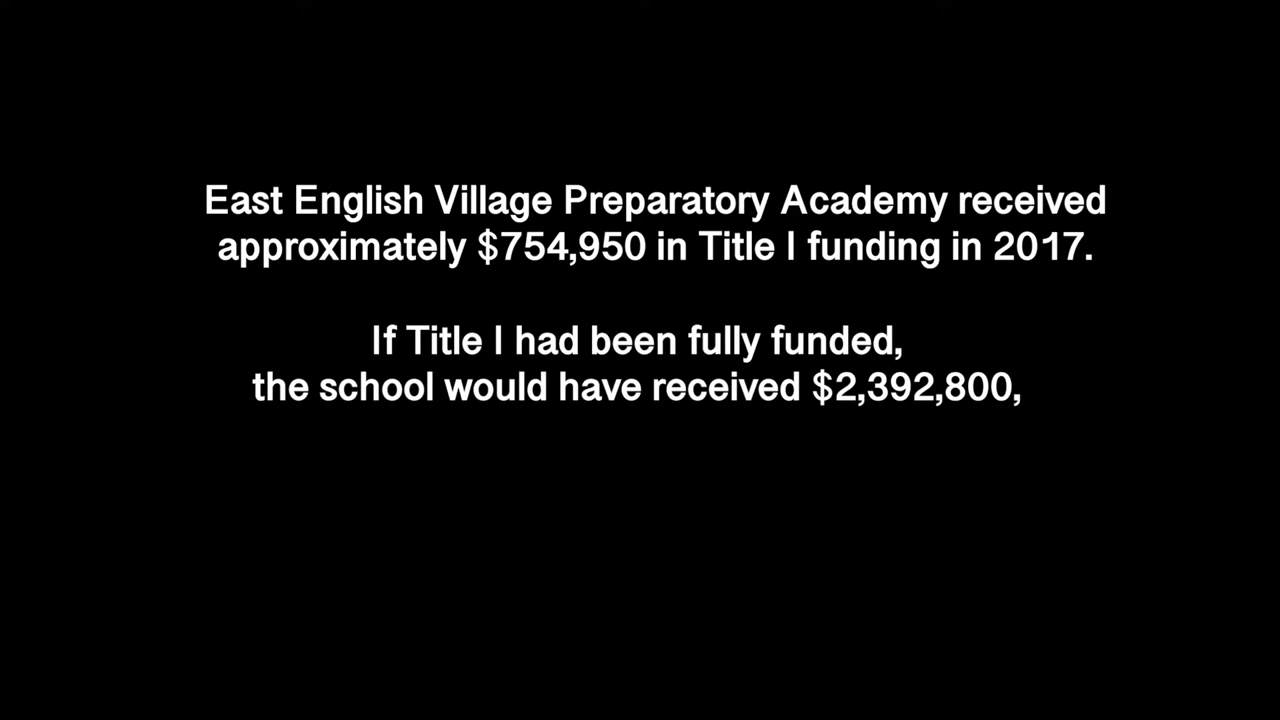 East English Village Preparatory Academy received
approximately $754,950 in Title I funding in 2017.
If Title I had been fully funded,
the school would have received $2,392,800,